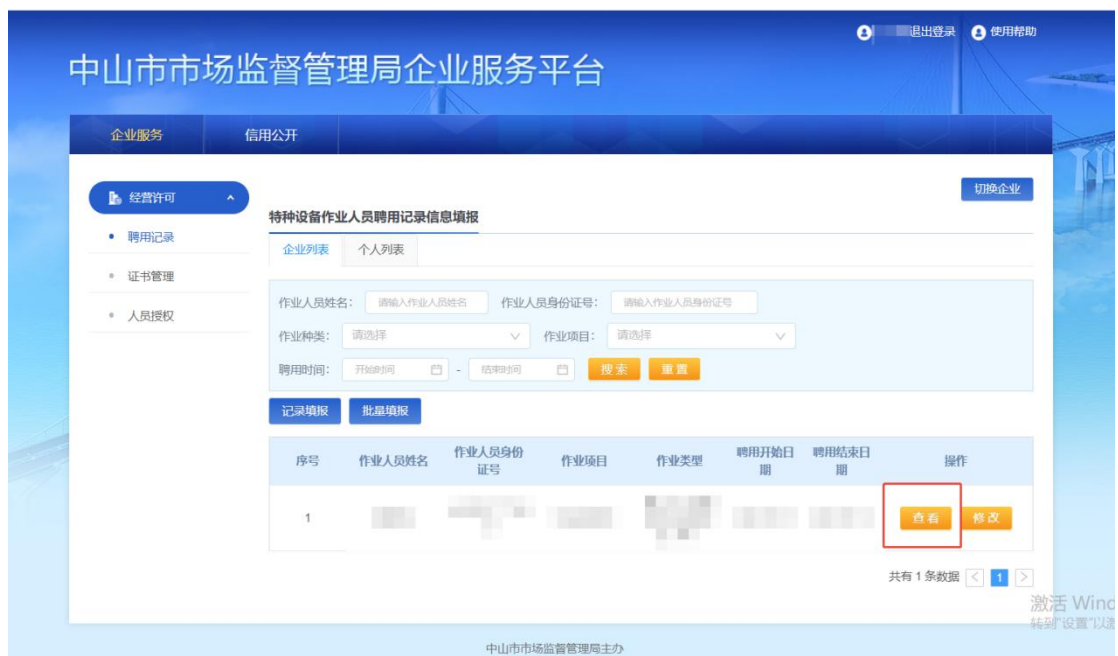 退出登录 使用帮助
中山市市场监督管理局企业服务平台
企业服务 信用公开
经营许可
切换企业
特种设备作业人员聘用记录信息填报
聘用记录
企业列表 个人列表
证书管理
作业人员姓名： 请输入作业人员姓名 作业人员身份证号： 请输入作业人员身份证号
人员授权
作业种类： 请选择 作业项目： 请选择
聘用时间： 开始时间 - 结束时间 搜索 重置
记录填报 批量填报
序号 作业人员姓名 作业人员身份证号 作业项目 作业类型 聘用开始日期 聘用结束日期 操作
1 查看 修改
共有 1 条数据 < 1 >
激活 Wind
转到"设置"以激
中山市市场监督管理局主办